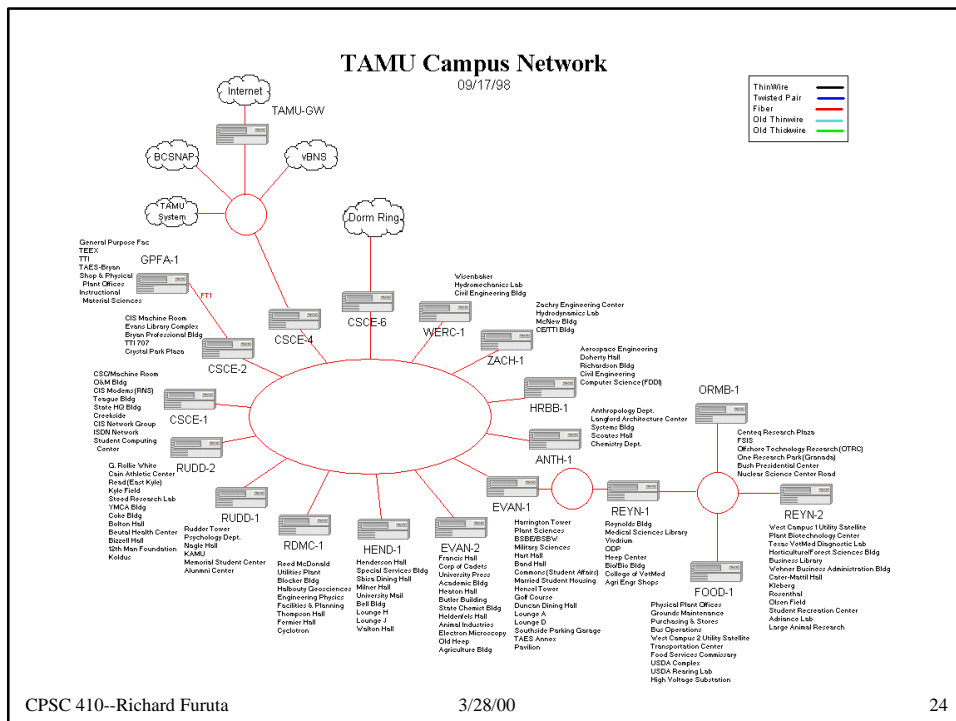 TAMU Campus Network
09/17/98
Internet
TAMU-GW
BCSNAP
vBNS
TAMU
System
Dorm Ring
ThinWire
Twisted Pair
Fiber
Old Thinwire
Old Thickwire
General Purpose Fac
TEEX
TTI
TAES-Bryan
Shop & Physical
Plant Offices
Instructional
Material Sciences
GPFA-1
FT1
CIS Machine Room
Evans Library Complex
Bryan Professional Bldg
TTI 707
Crystal Park Plaza
CSCE-2
CSCE-4
CSCE-6
Wisenbaker
Hydromechanics Lab
Civil Engineering Bldg
WERC-1
Zachry Engineering Center
Hydrodynamics Lab
McNew Bldg
CE/TTI Bldg
ZACH-1
Aerospace Engineering
Doherty Hall
Richardson Bldg
Civil Engineering
Computer Science (FDDI)
HRBB-1
Anthropology Dept.
Langford Architecture Center
Systems Bldg
Scoates Hall
Chemistry Dept.
ANTH-1
CSC/Machine Room
O&M Bldg
CIS Modems (RNS)
Teague Bldg
State HQ Bldg
Creekside
CIS Network Group
ISDN Network
Student Computing
Center
CSCE-1
RUDD-2
G. Rollie White
Cain Athletic Center
Read(East Kyle)
Kyle Field
Steed Research Lab
YMCA Bldg
Coke Bldg
Bolton Hall
Beutal Health Center
Bizzell Hall
12th Man Foundation
Koldus
RUDD-1
Rudder Tower
Psychology Dept.
Nagle Hall
KAMU
Memorial Student Center
Alunmni Center
RDMC-1
Reed McDonald
Utilities Plant
Blocker Bldg
Halbouty Geosciences
Engineering Physics
Facilities & Planning
Thompson Hall
Fermier Hall
Cyclotron
HEND-1
Henderson Hall
Special Services Bldg
Sbisa Dining Hall
Milner Hall
University Mail
Bell Bldg
Lounge H
Lounge J
Walton Hall
EVAN-2
Francis Hall
Corp of Cadets
University Press
Academic Bldg
Heaton Hall
Butler Building
State Chemist Bldg
Heldenfels Hall
Animal Industries
Electron Microscopy
Old Heep
Agriculture Bldg
EVAN-1
Harrington Tower
Plant Sciences
BSBE/BSBW
Military Sciences
Hart Hall
Band Hall
Commons(Student Affairs)
Married Student Housing
Hensel Tower
Golf Course
Duncan Dining Hall
Lounge A
Lounge D
Southside Parking Garage
TAES Annex
Pavilion
REYN-1
Reynolds Bldg
Medical Sciences Library
Vivdrium
ODP
Heep Center
Bio/Bio Bldg
College of VetMed
Agri Engr Shops
ORMB-1
Centeq Research Plaza
FSIS
Offshore Technology Research(OTRC)
One Research Park(Granada)
Bush Presidential Center
Nuclear Science Center Road
REYN-2
West Campus 1 Utility Satellite
Plant Biotechnology Center
Texas VetMed Diagnostic Lab
Horticulture/Forest Sciences Bldg
Business Library
Wehner Business Administration Bldg
Cater-Mattil Hall
Kleberg
Rosenthal
Olsen Field
Student Recreation Center
Adriance Lab
Large Animal Research
FOOD-1
Physical Plant Offices
Grounds Maintenance
Purchasing & Stores
Bus Operations
West Campus 2 Utility Satellite
Transportation Center
Food Services Commissary
USDA Complex
USDA Rearing Lab
High Voltage Substation
CPSC 410--Richard Furuta
3/28/00
24